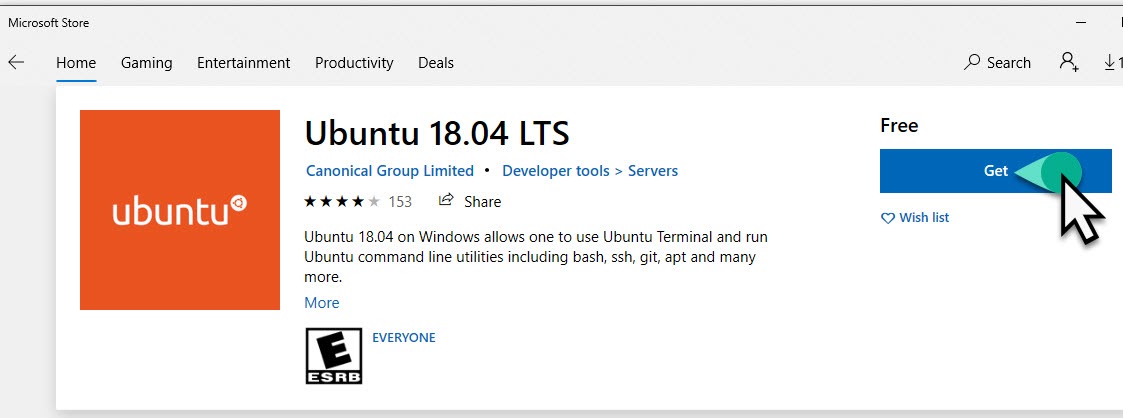 Microsoft Store
Home Gaming Entertainment Productivity Deals Search 1
ubuntu
Ubuntu 18.04 LTS
Canonical Group Limited • Developer tools > Servers
153 Share
Ubuntu 18.04 on Windows allows one to use Ubuntu Terminal and run
Ubuntu command line utilities including bash, ssh, git, apt and many
more.
More
E
ESRB
EVERYONE
Free
Get
Wish list